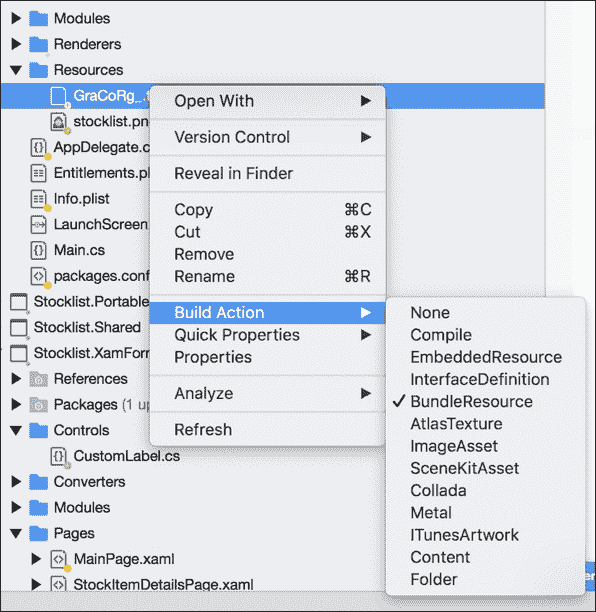 Modules
Renderers
Resources
GraCoRg_
stocklist.pn
AppDelegate.c
Entitlements.pl
Info.plist
LaunchScreen
Main.cs
packages.conf
Stocklist.Portable
Stocklist.Shared
Stocklist.XamForm
References
Packages (1 up
Controls
CustomLabel.cs
Converters
Modules
Pages
MainPage.xaml
StockItemDetailsPage.xaml
Open With
Version Control
Reveal in Finder
Copy ⌘C
Cut ⌘X
Remove
Rename ⌘R
Build Action
Quick Properties
Properties
Analyze
Refresh
None
Compile
EmbeddedResource
InterfaceDefinition
✓ BundleResource
AtlasTexture
ImageAsset
SceneKitAsset
Collada
Metal
ITunesArtwork
Content
Folder